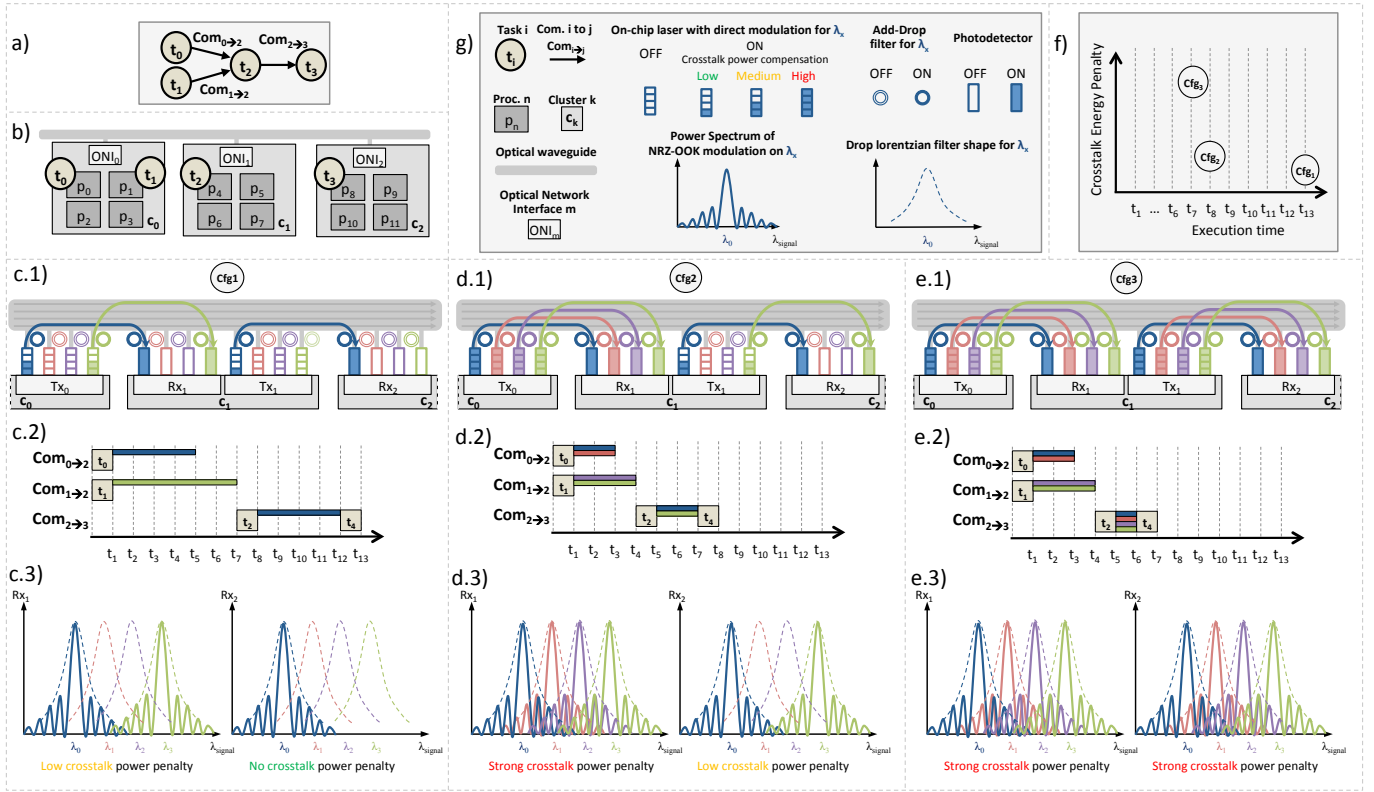 a)
t0
Com0→2
Com2→3
t2
t3
t1
Com1→2
b)
ONI0
ONI1
ONI2
t0
t1
t2
t3
p0
p1
p4
p5
p8
p9
p2
p3
c0
p6
p7
c1
p10
p11
c2
g)
Task i
Com. i to j
On-chip laser with direct modulation for λx
Add-Drop
filter for λx
Photodetector
ti
Comi→j
OFF
ON
Crosstalk power compensation
Low
Medium
High
OFF
ON
OFF
ON
Proc. n
Cluster k
pn
ck
Optical waveguide
Optical Network
Interface m
ONIm
Power Spectrum of
NRZ-OOK modulation on λx
λ0
λsignal
Drop lorentzian filter shape for λx
λ0
λsignal
f)
Crosstalk Energy Penalty
Cfg3
Cfg2
Cfg1
t1 ... t6 t7 t8 t9 t10 t11 t12 t13
Execution time
c.1)
Cfg1
Tx0
Rx1
Tx1
Rx2
c0
c1
c2
d.1)
Cfg2
Tx0
Rx1
Tx1
Rx2
c0
c1
c2
e.1)
Cfg3
Tx0
Rx1
Tx1
Rx2
c0
c1
c2
c.2)
Com0→2
t0
Com1→2
t1
Com2→3
t2
t4
t1 t2 t3 t4 t5 t6 t7 t8 t9 t10 t11 t12 t13
d.2)
Com0→2
t0
Com1→2
t1
Com2→3
t2
t4
t1 t2 t3 t4 t5 t6 t7 t8 t9 t10 t11 t12 t13
e.2)
Com0→2
t0
Com1→2
t1
Com2→3
t2
t4
t1 t2 t3 t4 t5 t6 t7 t8 t9 t10 t11 t12 t13
c.3)
Rx1
λ0 λ1 λ2 λ3 λsignal
Low crosstalk power penalty
Rx2
λ0 λ1 λ2 λ3 λsignal
No crosstalk power penalty
d.3)
Rx1
λ0 λ1 λ2 λ3 λsignal
Strong crosstalk power penalty
Rx2
λ0 λ1 λ2 λ3 λsignal
Low crosstalk power penalty
e.3)
Rx1
λ0 λ1 λ2 λ3 λsignal
Strong crosstalk power penalty
Rx2
λ0 λ1 λ2 λ3 λsignal
Strong crosstalk power penalty